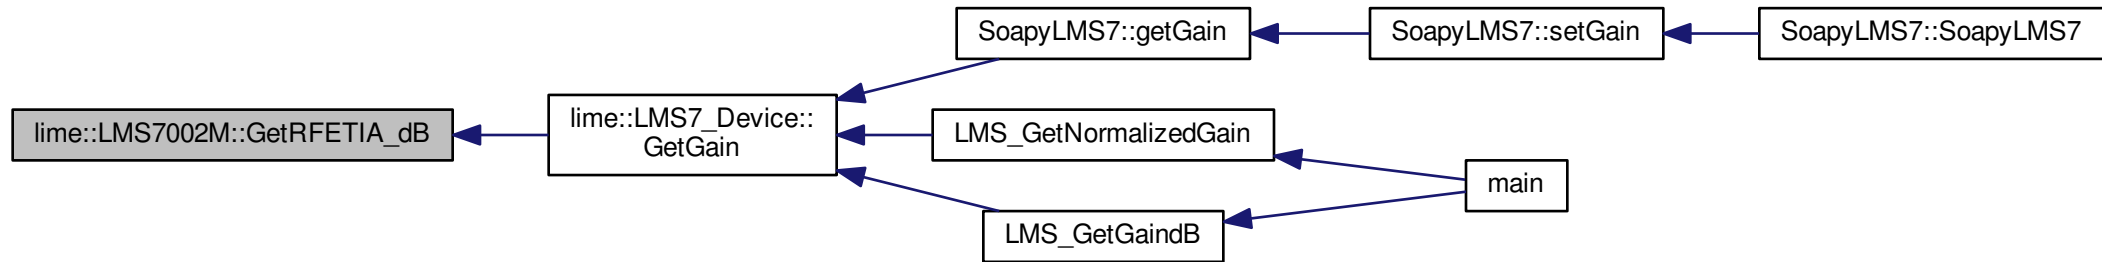 SoapyLMS7::getGain
SoapyLMS7::setGain
SoapyLMS7::SoapyLMS7
lime::LMS7002M::GetRFETIA_dB
lime::LMS7_Device::
GetGain
LMS_GetNormalizedGain
main
LMS_GetGaindB